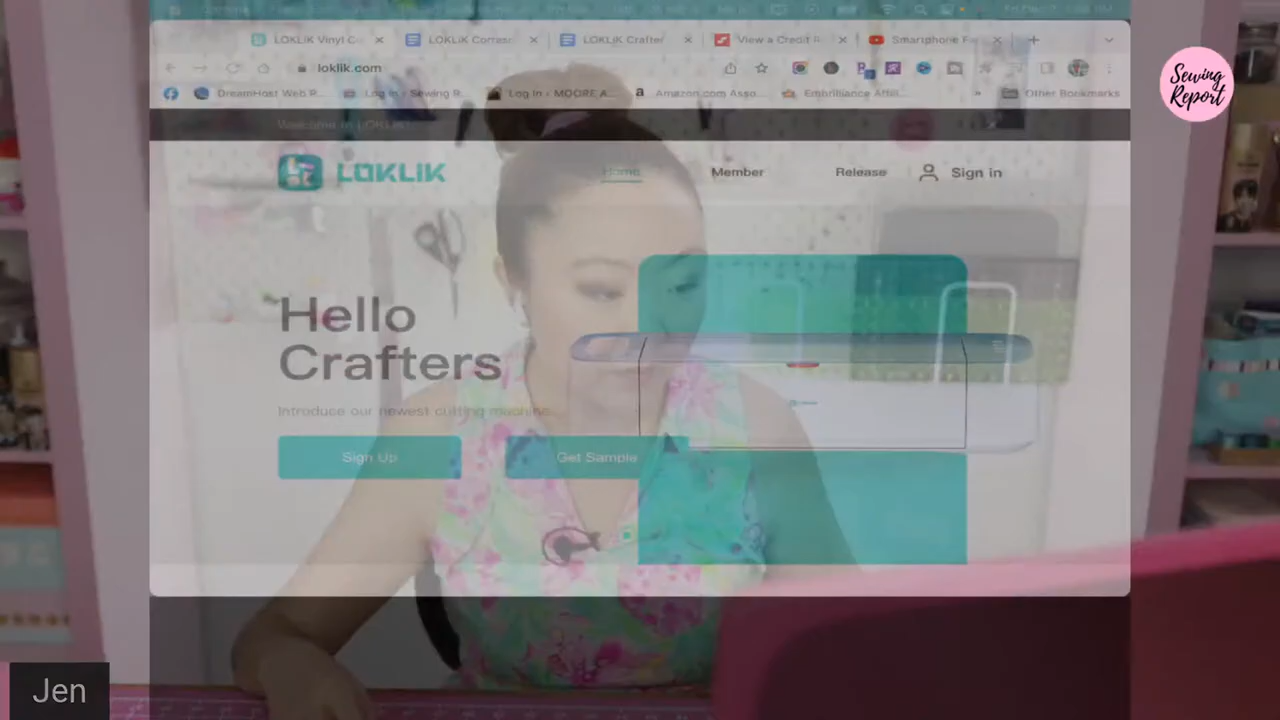 LOKLiK Vinyl Cu
LOKLiK Corresp
LOKLiK Crafter
View a Credit R
Smartphone F
loklik.com
DreamHost Web R...
Log In ‹ Sewing R...
Log In ‹ MOORE A...
Amazon.com Asso...
Embrilliance Affil...
»
Other Bookmarks
Welcome to LOKLiK
LOKLiK
Home
Member
Release
Sign in
Hello
Crafters
Introduce our newest cutting machine
Sign Up
Get Sample
Sewing
Report
Jen